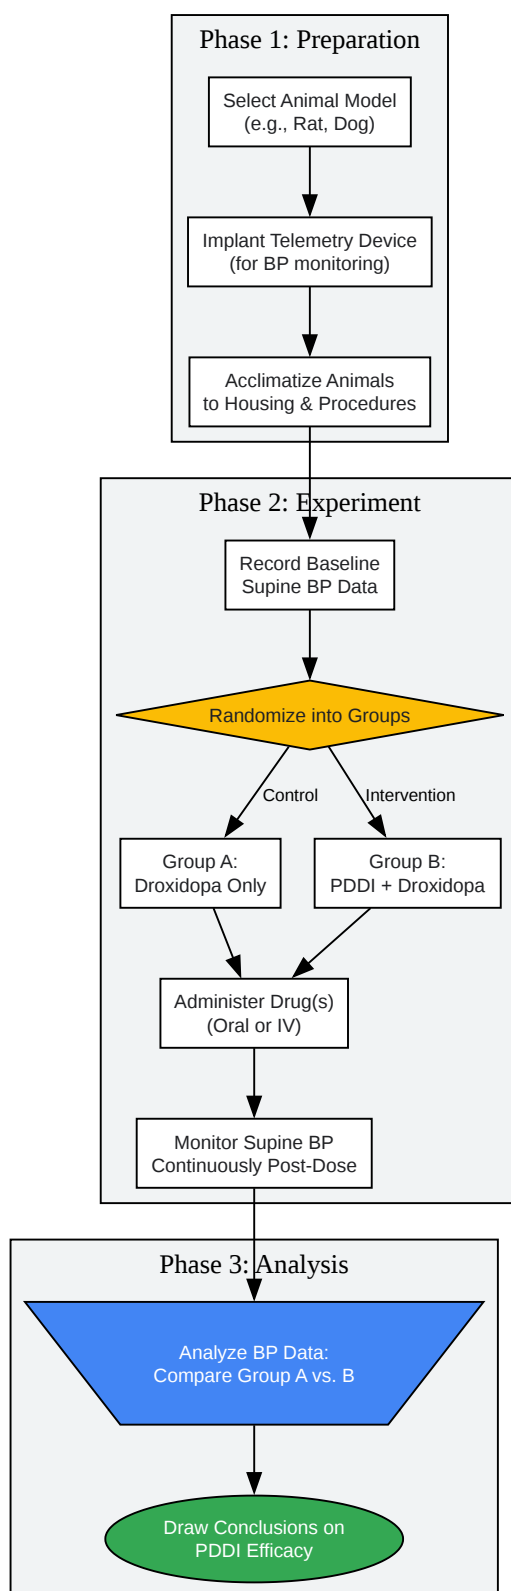 Phase 1: Preparation
Select Animal Model
(e.g., Rat, Dog)
Implant Telemetry Device
(for BP monitoring)
Acclimatize Animals
to Housing & Procedures
Phase 2: Experiment
Record Baseline
Supine BP Data
Randomize into Groups
Control
Intervention
Group A:
Droxidopa Only
Group B:
PDDI + Droxidopa
Administer Drug(s)
(Oral or IV)
Monitor Supine BP
Continuously Post-Dose
Phase 3: Analysis
Analyze BP Data:
Compare Group A vs. B
Draw Conclusions on
PDDI Efficacy